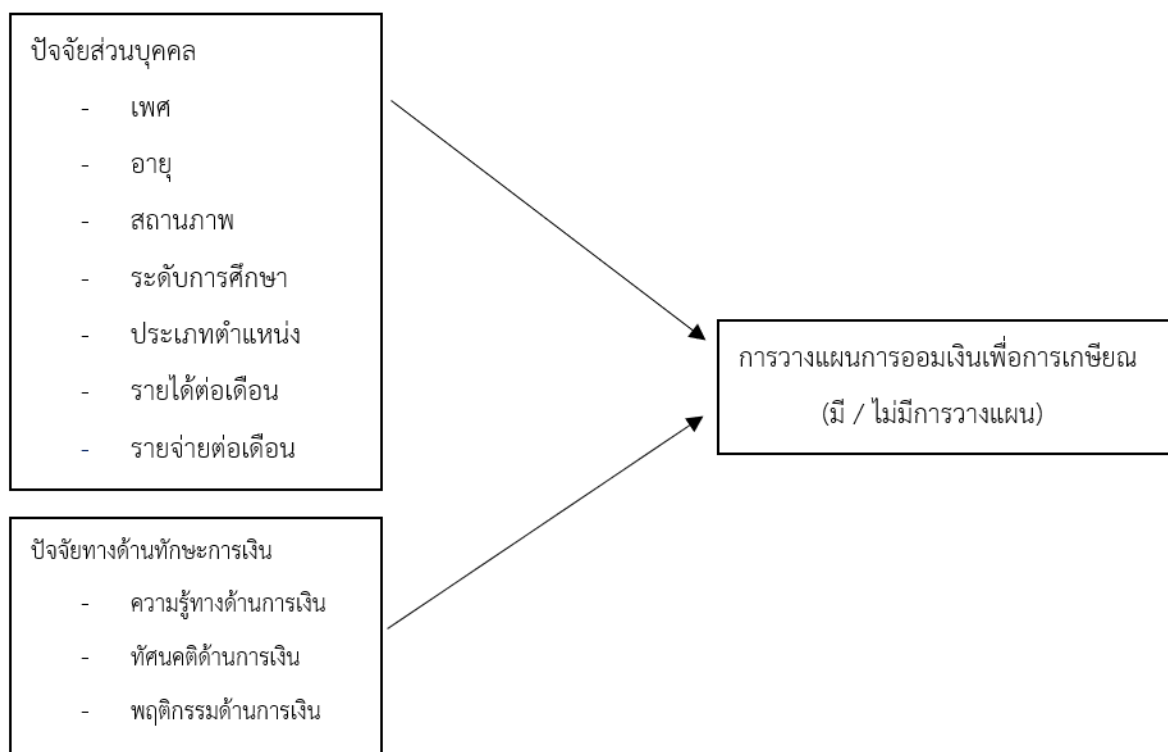 ปัจจัยส่วนบุคคล
- เพศ
- อายุ
- สถานภาพ
- ระดับการศึกษา
- ประเภทตำแหน่ง
- รายได้ต่อเดือน
- รายจ่ายต่อเดือน
ปัจจัยทางด้านทักษะการเงิน
- ความรู้ทางด้านการเงิน
- ทัศนคติด้านการเงิน
- พฤติกรรมด้านการเงิน
การวางแผนการออมเงินเพื่อการเกษียณ
(มี / ไม่มีการวางแผน)